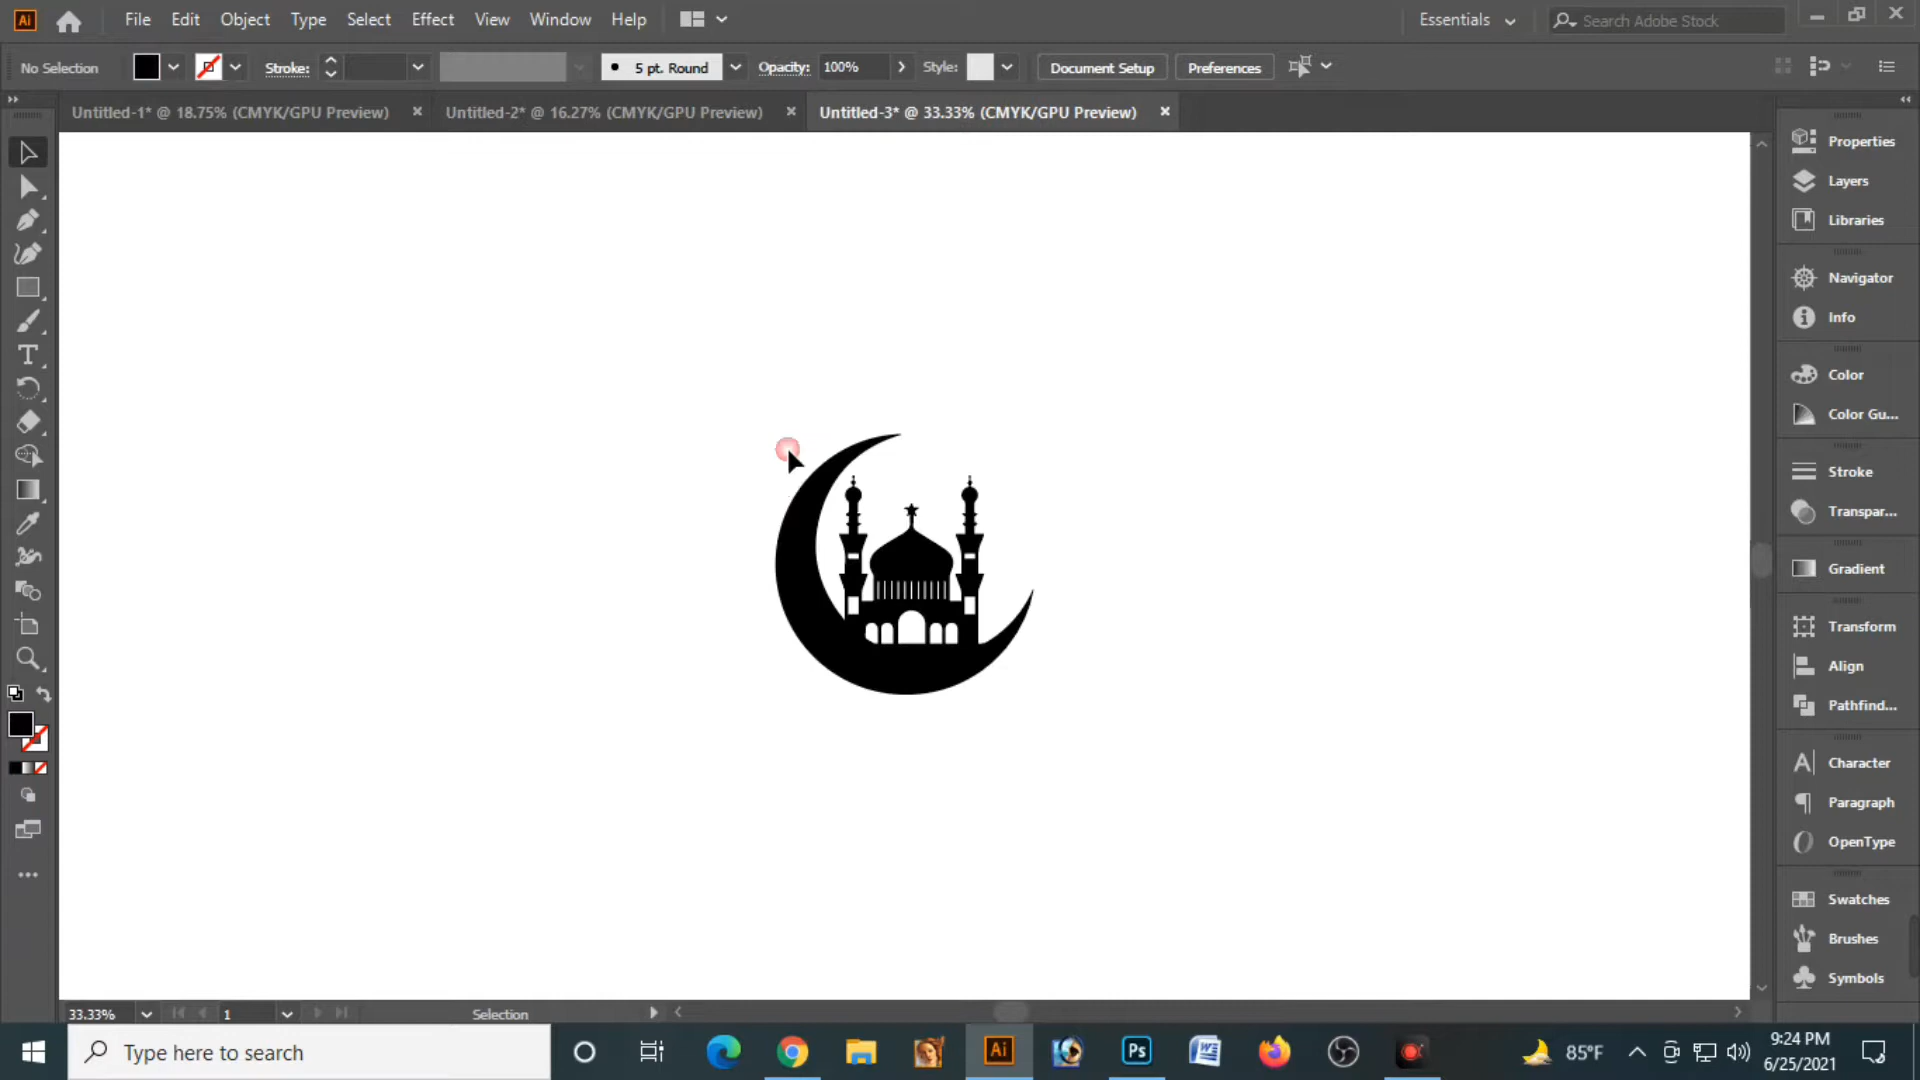 Ai File Edit Object Type Select Effect View Window Help Essentials Search Adobe Stock
No Selection Stroke: 5 pt. Round Opacity: 100% Style: Document Setup Preferences
Untitled-1* @ 18.75% (CMYK/GPU Preview) Untitled-2* @ 16.27% (CMYK/GPU Preview) Untitled-3* @ 33.33% (CMYK/GPU Preview)
Properties
Layers
Libraries
Navigator
Info
Color
Color Gu...
Stroke
Transpar...
Gradient
Transform
Align
Pathfind...
Character
Paragraph
OpenType
Swatches
Brushes
Symbols
33.33% 1 Selection
Type here to search Ai Ps 85°F 9:24 PM
6/25/2021